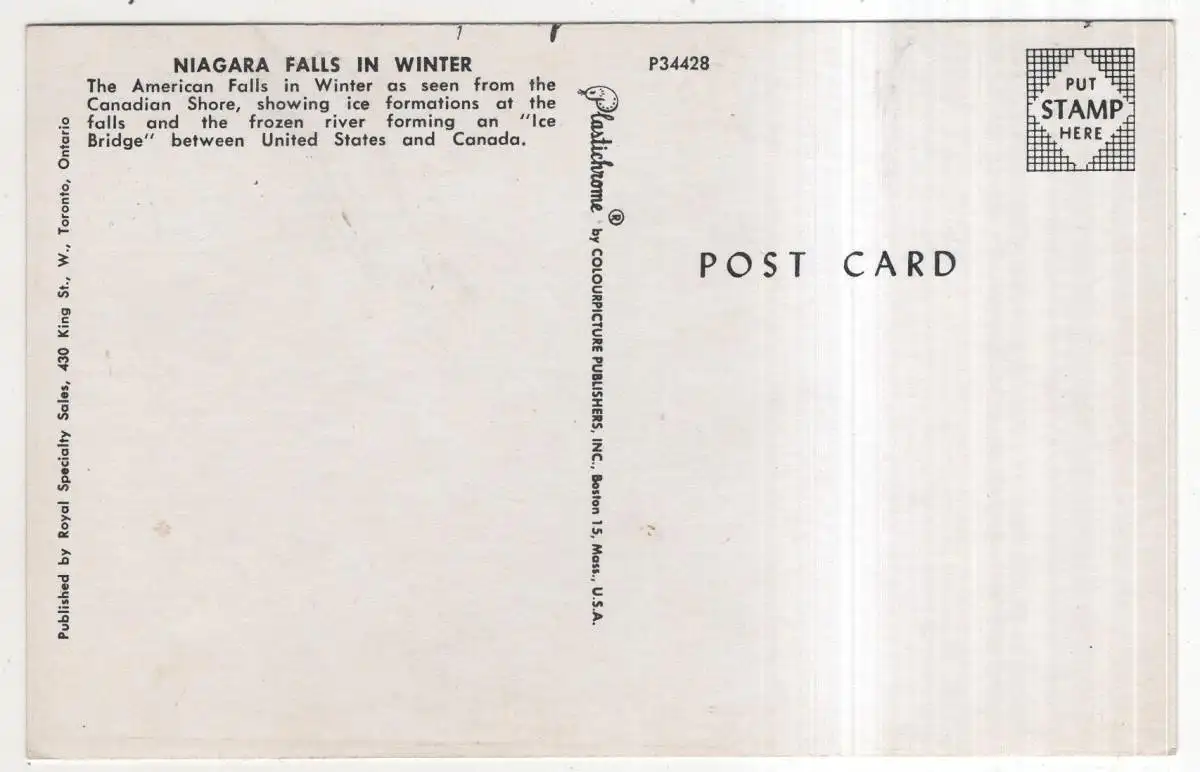 NIAGARA FALLS IN WINTER
The American Falls in Winter as seen from the
Canadian Shore, showing ice formations at the
falls and the frozen river forming an "Ice
Bridge" between United States and Canada.
Published by Royal Specialty Sales, 430 King St., W., Toronto, Ontario
Plastichrome ® by COLOURPICTURE PUBLISHERS, INC., Boston 15, Mass., U.S.A.
P34428
PUT
STAMP
HERE
POST CARD